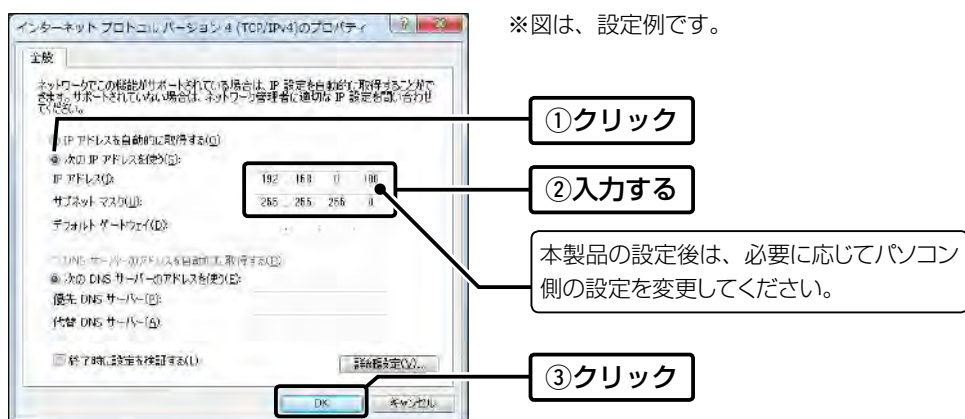 インターネット プロトコル バージョン 4 (TCP/IPv4)のプロパティ
※図は、設定例です。
全般
ネットワークでこの機能がサポートされている場合は、IP 設定を自動的に取得することがで
きます。サポートされていない場合は、ネットワーク管理者に適切な IP 設定を問い合わせ
てください。
①クリック
IP アドレスを自動的に取得する(O)
次の IP アドレスを使う(S):
IP アドレス(I): 192 . 168 . 0 . 100
②入力する
サブネット マスク(U): 255 . 255 . 255 . 0
デフォルト ゲートウェイ(D):
本製品の設定後は、必要に応じてパソコン
側の設定を変更してください。
DNS サーバーのアドレスを自動的に取得する(B)
次の DNS サーバーのアドレスを使う(E):
優先 DNS サーバー(P):
代替 DNS サーバー(A):
終了時に設定を検証する(L)
詳細設定(V)...
③クリック
OK キャンセル